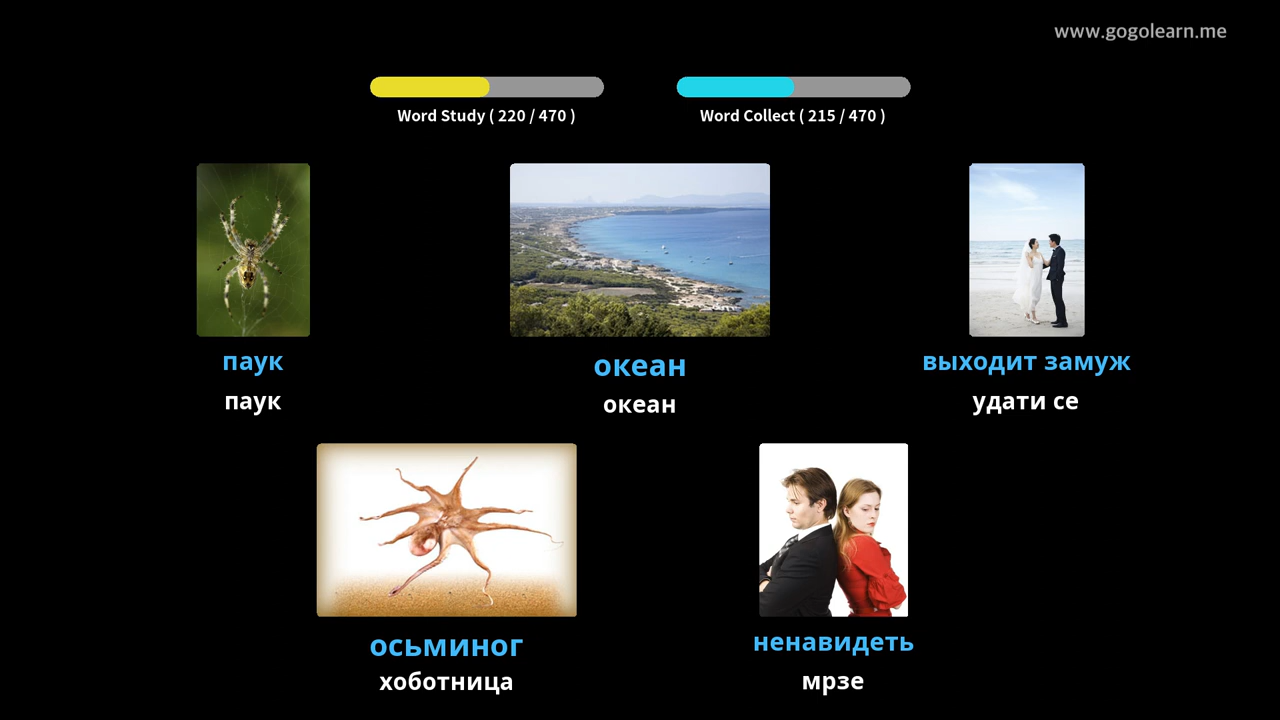 www.gogolearn.me
Word Study ( 220 / 470 )
Word Collect ( 215 / 470 )
паук
паук
океан
океан
выходит замуж
удати се
осьминог
хоботница
ненавидеть
мрзе